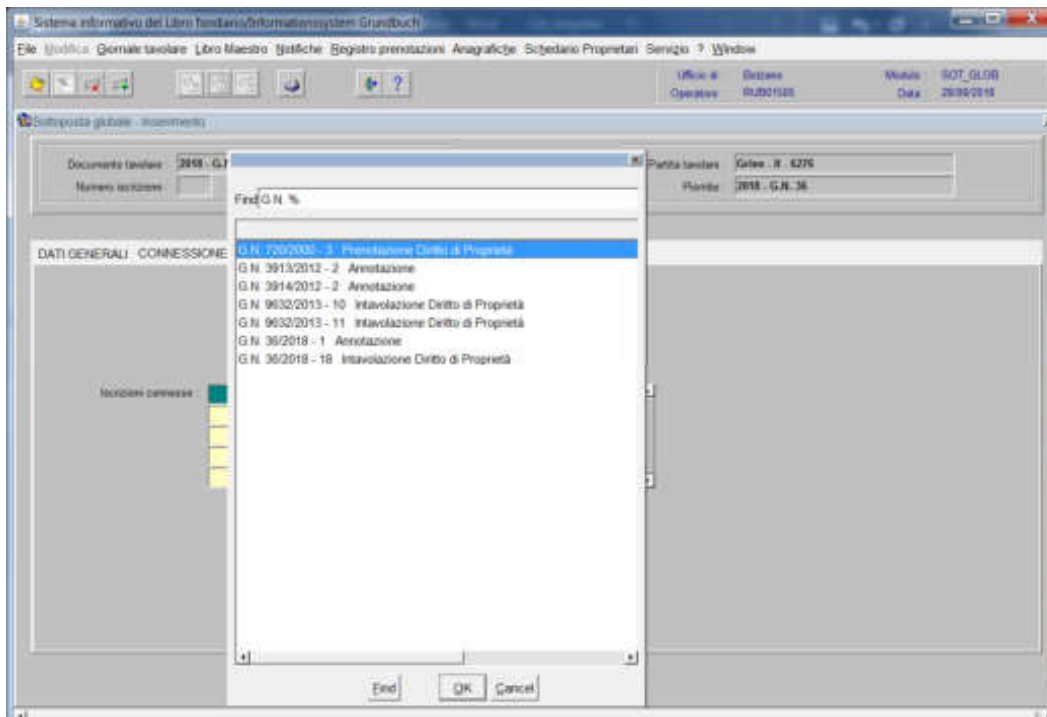 Sistema informativo del Libro fondiario/Informationssystem Grundbuch
File Modifica Giornale tavolare Libro Maestro Notifiche Registro prenotazioni Anagrafiche Schedario Proprietari Servizio ? Window
Ufficio di Bolzano Modulo SOT_GLOB
Operatore Data
Sottoposta globale - Inserimento
Documento tavolare 2018 - G.N Partita tavolare 6276
Numero iscrizione Piombo 2018 - G.N. 36
Find G.N. %
DATI GENERALI CONNESSIONE
G.N. 720/2000 - 3 Prenotazione Diritto di Proprietà
G.N. 3913/2012 - 2 Annotazione
G.N. 3914/2012 - 2 Annotazione
G.N. 9632/2013 - 10 Intavolazione Diritto di Proprietà
G.N. 9632/2013 - 11 Intavolazione Diritto di Proprietà
G.N. 36/2018 - 1 Annotazione
G.N. 36/2018 - 18 Intavolazione Diritto di Proprietà
Iscrizioni connesse :
Find OK Cancel